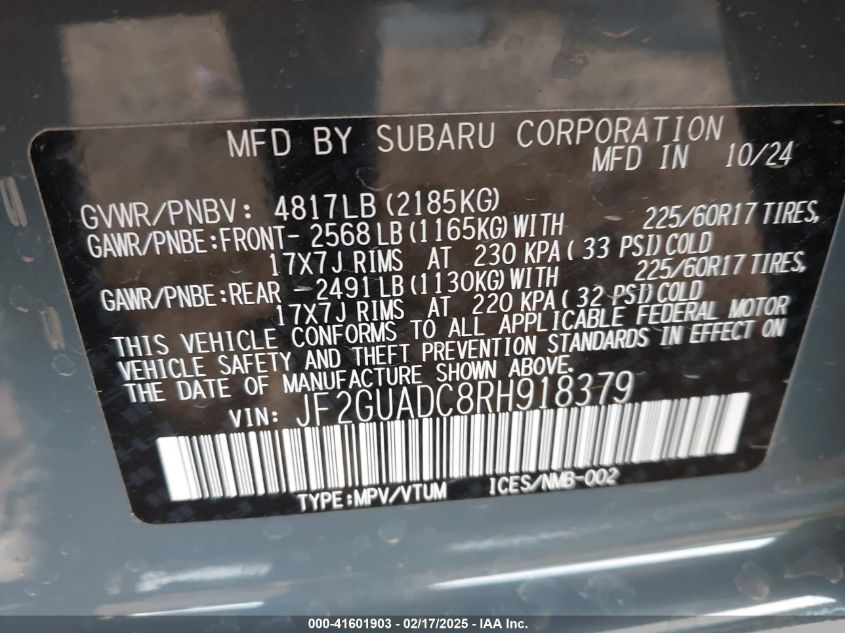 MFD BY SUBARU CORPORATION
MFD IN 10/24
GVWR/PNBV: 4817LB (2185KG)
GAWR/PNBE:FRONT- 2568 LB (1165KG) WITH 225/60R17 TIRES,
17X7J RIMS AT 230 KPA ( 33 PSI) COLD
GAWR/PNBE:REAR - 2491 LB (1130KG) WITH 225/60R17 TIRES,
17X7J RIMS AT 220 KPA ( 32 PSI) COLD
THIS VEHICLE CONFORMS TO ALL APPLICABLE FEDERAL MOTOR
VEHICLE SAFETY AND THEFT PREVENTION STANDARDS IN EFFECT ON
THE DATE OF MANUFACTURE SHOWN ABOVE.
VIN: JF2GUADC8RH918379
TYPE:MPV/VTUM ICES/NMB-002
000-41601903 - 02/17/2025 - IAA Inc.